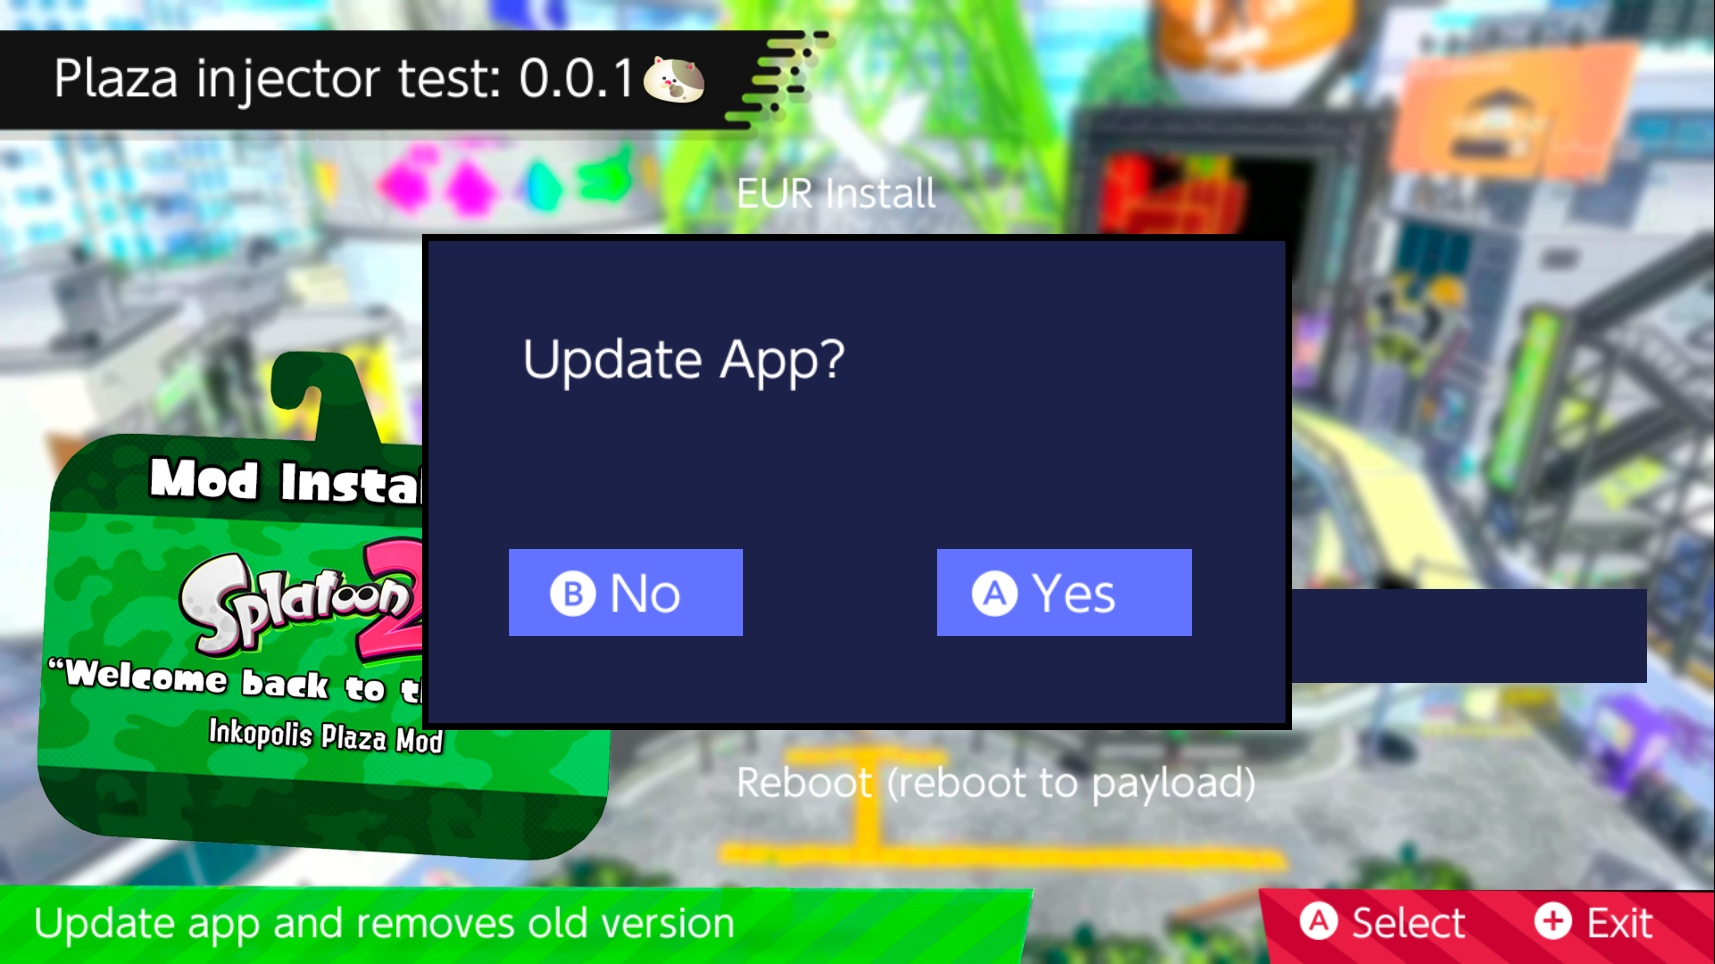 Plaza injector test: 0.0.1
EUR Install
Update App?
B No
A Yes
Mod Insta
Splatoon 2
“Welcome back to t
Inkopolis Plaza Mod
Reboot (reboot to payload)
Update app and removes old version
A Select
+ Exit